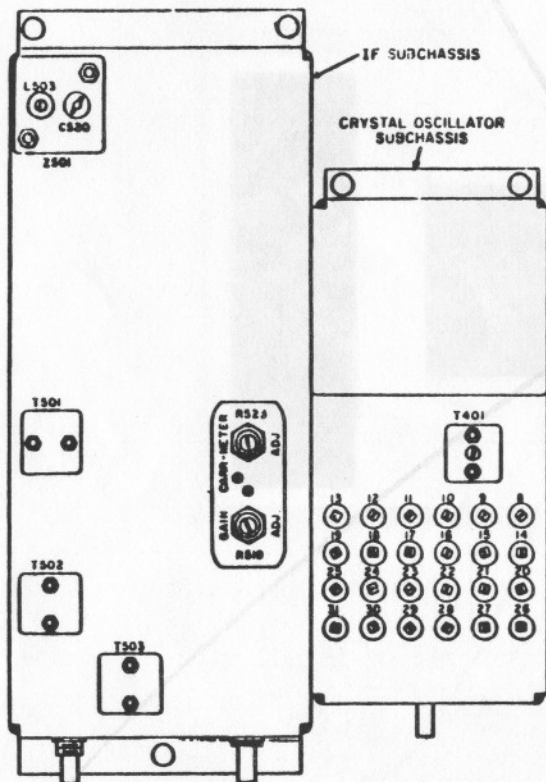 IF SUBCHASSIS
L503
C520
Z501
CRYSTAL OSCILLATOR
SUBCHASSIS
T501
R523
ADJ.
CARR-METER
GAIN
ADJ.
R519
T401
13 12 11 10 9 8
19 18 17 16 15 14
25 24 23 22 21 20
31 30 29 28 27 26
T502
T503